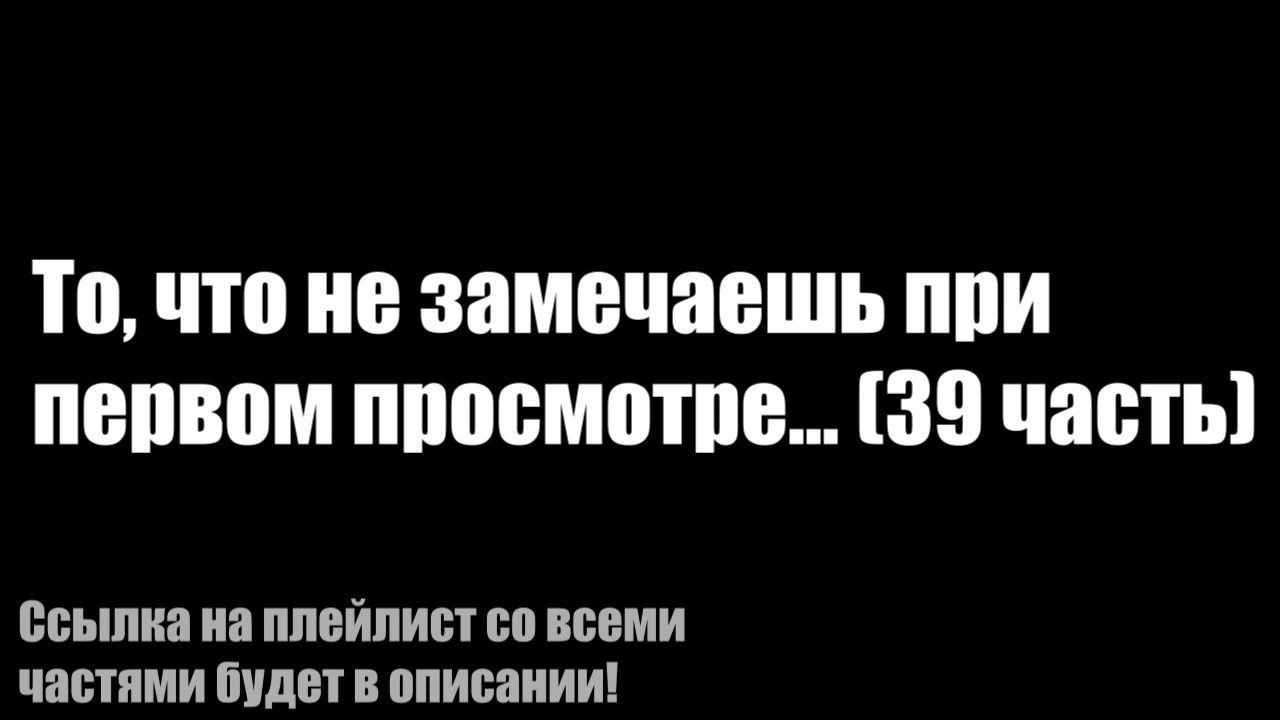 То, что не замечаешь при
первом просмотре... (39 часть)
Ссылка на плейлист со всеми
частями будет в описании!